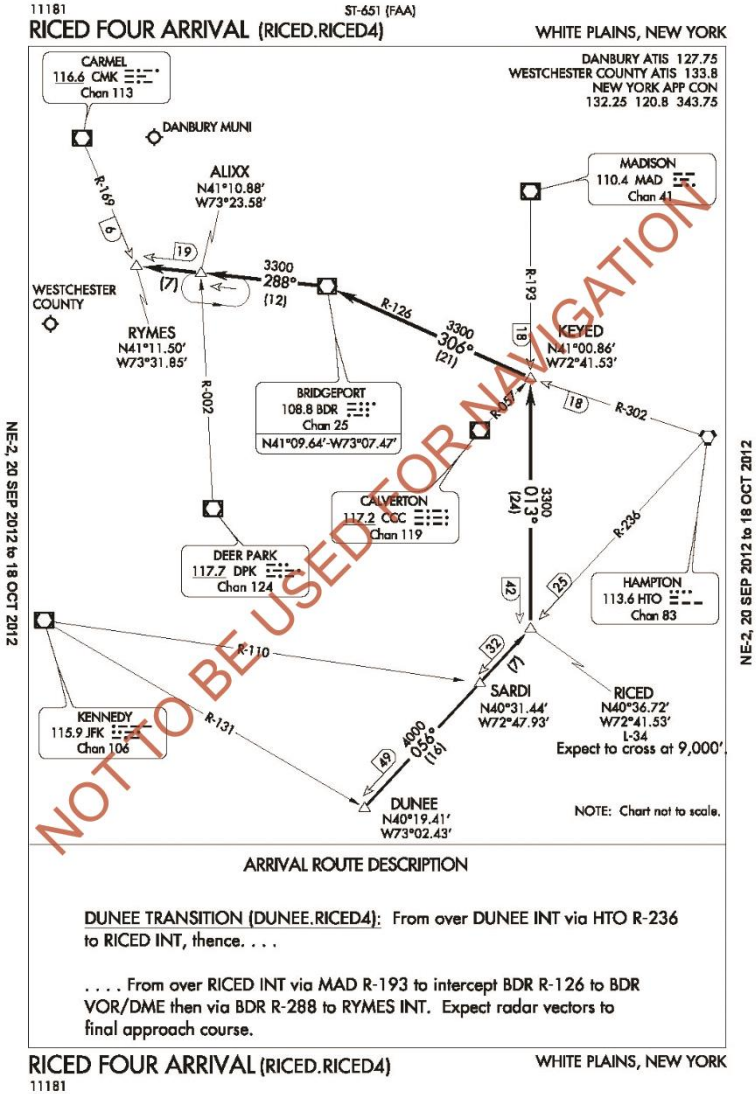 11181
ST-651 (FAA)
RICED FOUR ARRIVAL (RICED.RICED4)
WHITE PLAINS, NEW YORK
DANBURY ATIS 127.75
WESTCHESTER COUNTY ATIS 133.8
NEW YORK APP CON
132.25 120.8 343.75
CARMEL
116.6 CMK
Chan 113
DANBURY MUNI
MADISON
110.4 MAD
Chan 41
ALIXX
N41°10.88′
W73°23.58′
R-169
6
19
3300
288°
(12)
(7)
R-126
3300
306°
(21)
R-193
18
KEYED
N41°00.86′
W72°41.53′
WESTCHESTER
COUNTY
RYMES
N41°11.50′
W73°31.85′
R-002
BRIDGEPORT
108.8 BDR
Chan 25
N41°09.64′-W73°07.47′
R-057
18
R-302
CALVERTON
117.2 CCC
Chan 119
3300
013°
(24)
R-236
DEER PARK
117.7 DPK
Chan 124
42
25
HAMPTON
113.6 HTO
Chan 83
R-110
32
(7)
SARDI
N40°31.44′
W72°47.93′
RICED
N40°36.72′
W72°41.53′
L-34
Expect to cross at 9,000′.
KENNEDY
115.9 JFK
Chan 106
R-131
4000
056°
(16)
49
DUNEE
N40°19.41′
W73°02.43′
NOTE: Chart not to scale.
NOT TO BE USED FOR NAVIGATION
NE-2, 20 SEP 2012 to 18 OCT 2012
NE-2, 20 SEP 2012 to 18 OCT 2012
ARRIVAL ROUTE DESCRIPTION
DUNEE TRANSITION (DUNEE.RICED4): From over DUNEE INT via HTO R-236
to RICED INT, thence. . . .
. . . . From over RICED INT via MAD R-193 to intercept BDR R-126 to BDR
VOR/DME then via BDR R-288 to RYMES INT. Expect radar vectors to
final approach course.
RICED FOUR ARRIVAL (RICED.RICED4)
WHITE PLAINS, NEW YORK
11181